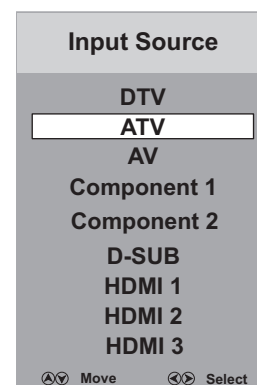 Input Source
DTV
ATV
AV
Component 1
Component 2
D-SUB
HDMI 1
HDMI 2
HDMI 3
Move Select